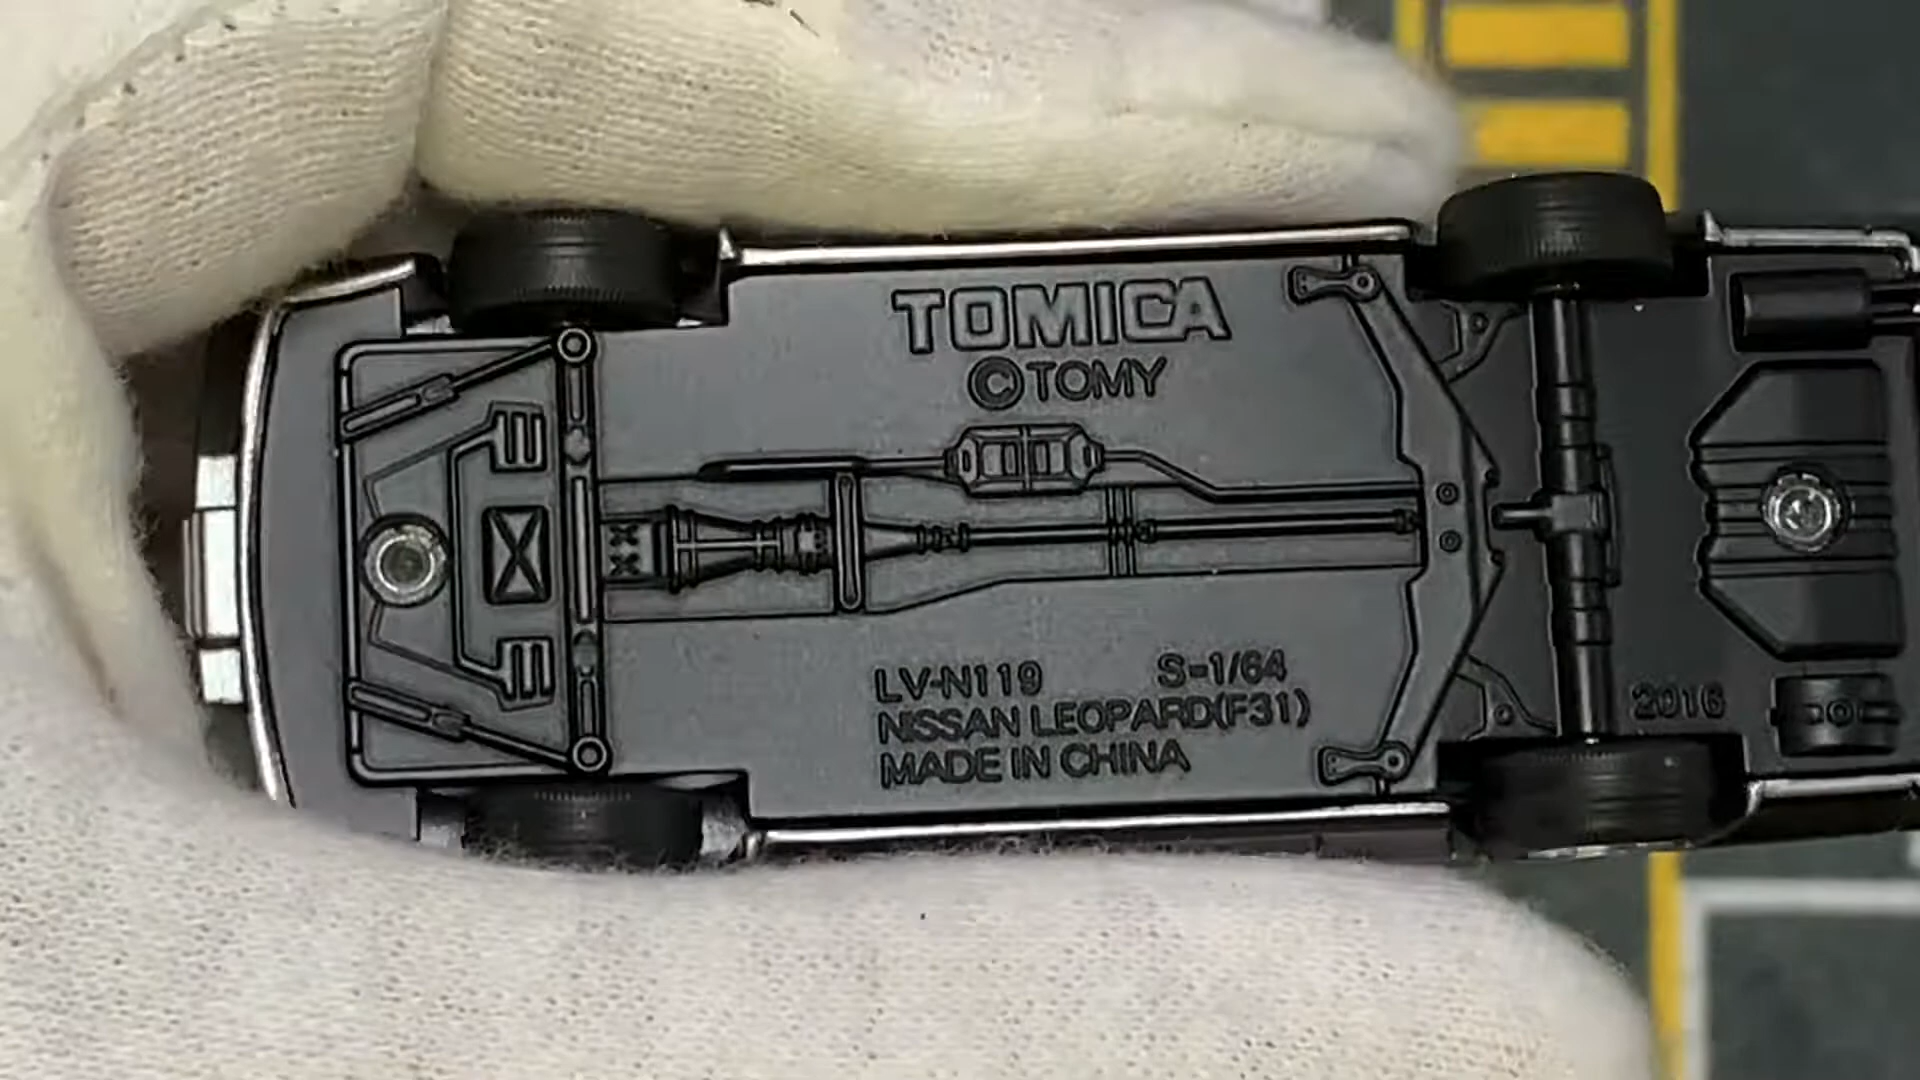 TOMICA
©TOMY
LV-N119 S-1/64
NISSAN LEOPARD(F31)
MADE IN CHINA
2016